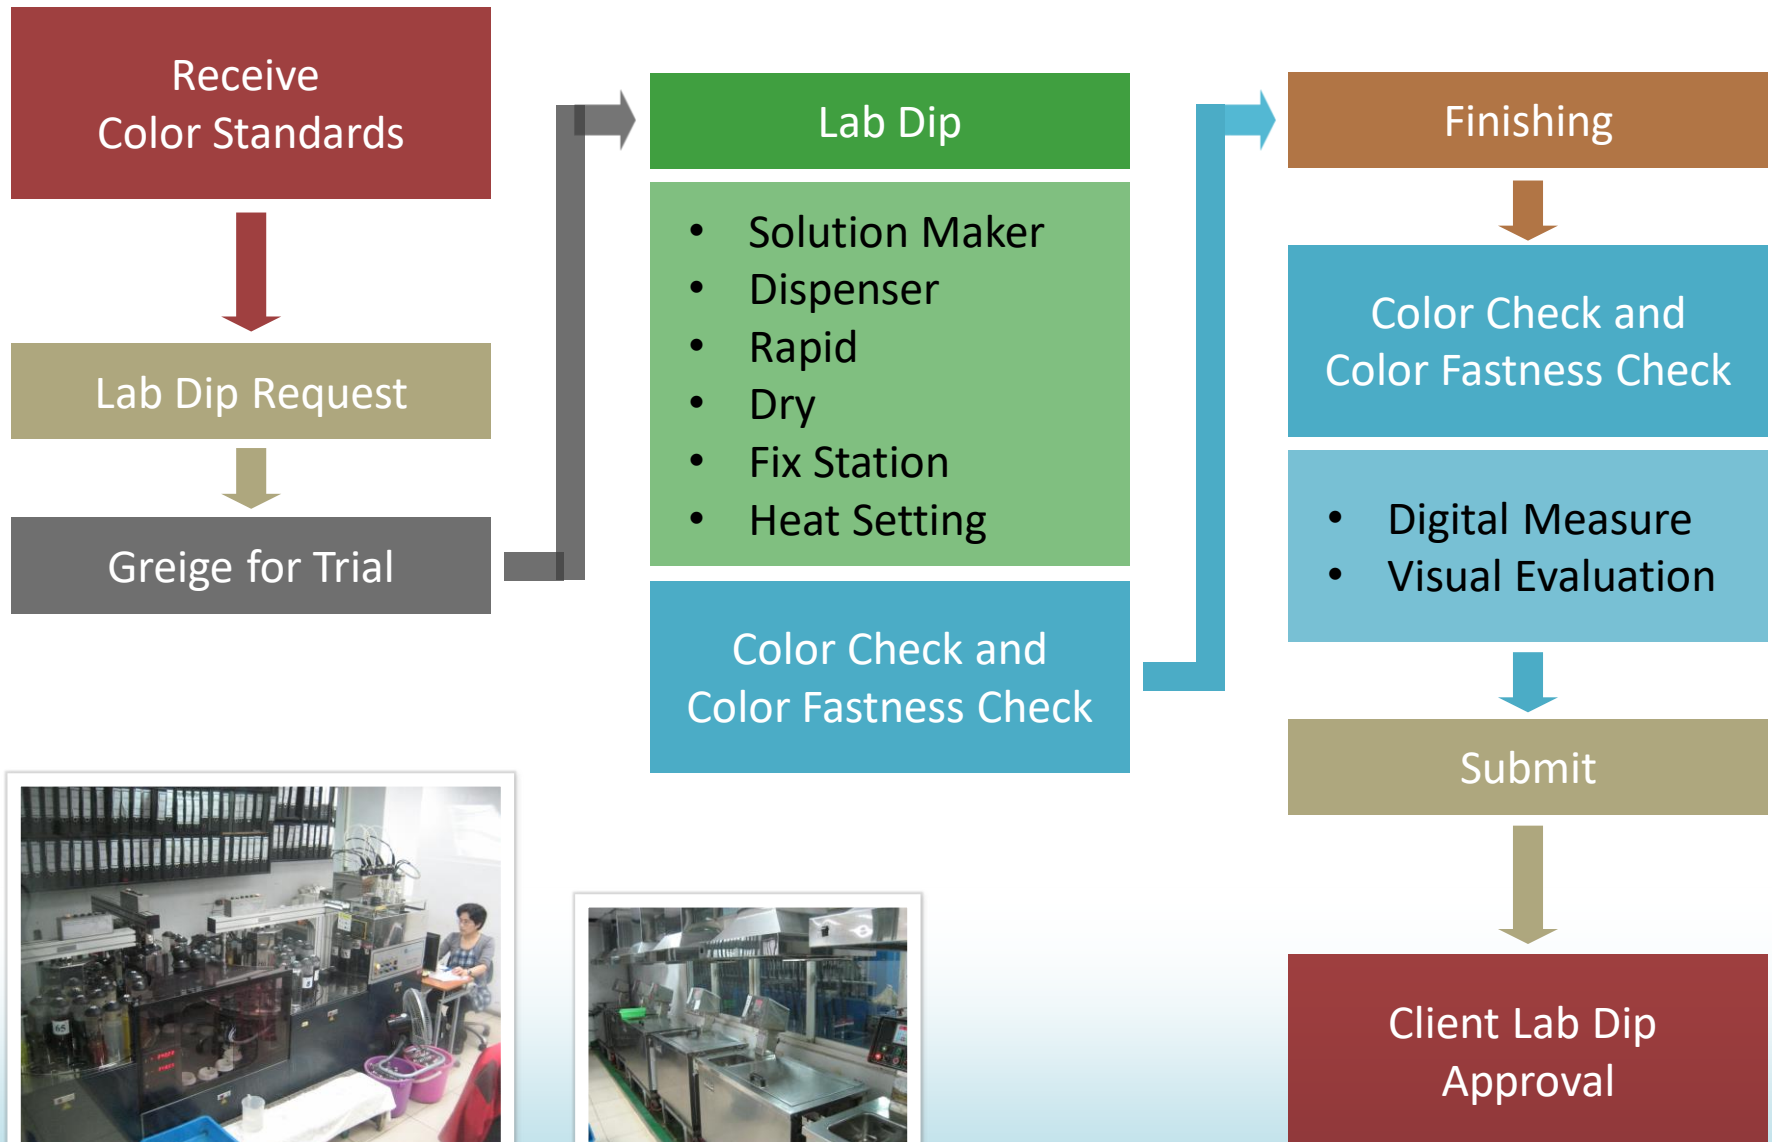 Receive
Color Standards
Lab Dip Request
Greige for Trial
Lab Dip
• Solution Maker
• Dispenser
• Rapid
• Dry
• Fix Station
• Heat Setting
Color Check and
Color Fastness Check
Finishing
Color Check and
Color Fastness Check
• Digital Measure
• Visual Evaluation
Submit
Client Lab Dip
Approval
65